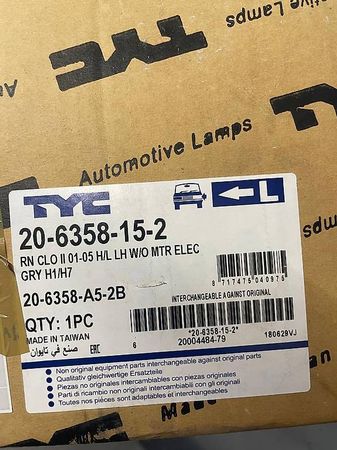 TYC
TYC
Automotive Lamps
TYC
L
20-6358-15-2
RN CLO II 01-05 H/L LH W/O MTR ELEC
GRY H1/H7
8717475040975
20-6358-A5-2B
INTERCHANGEABLE AGAINST ORIGINAL
QTY: 1PC
MADE IN TAIWAN
صنع في تايوان
EAC
*20-6358-15-2*
6
20004484-79
180629VJ
Non original equipment parts interchangeable against original parts
Qualitativ gleichwertige Ersatzteile
Piezas no originales intercambiables con piezas originales
Parti di ricambio non originali intercambiabili con gli originali
Toutes nos pièces sont adaptables et interchangeables
Made